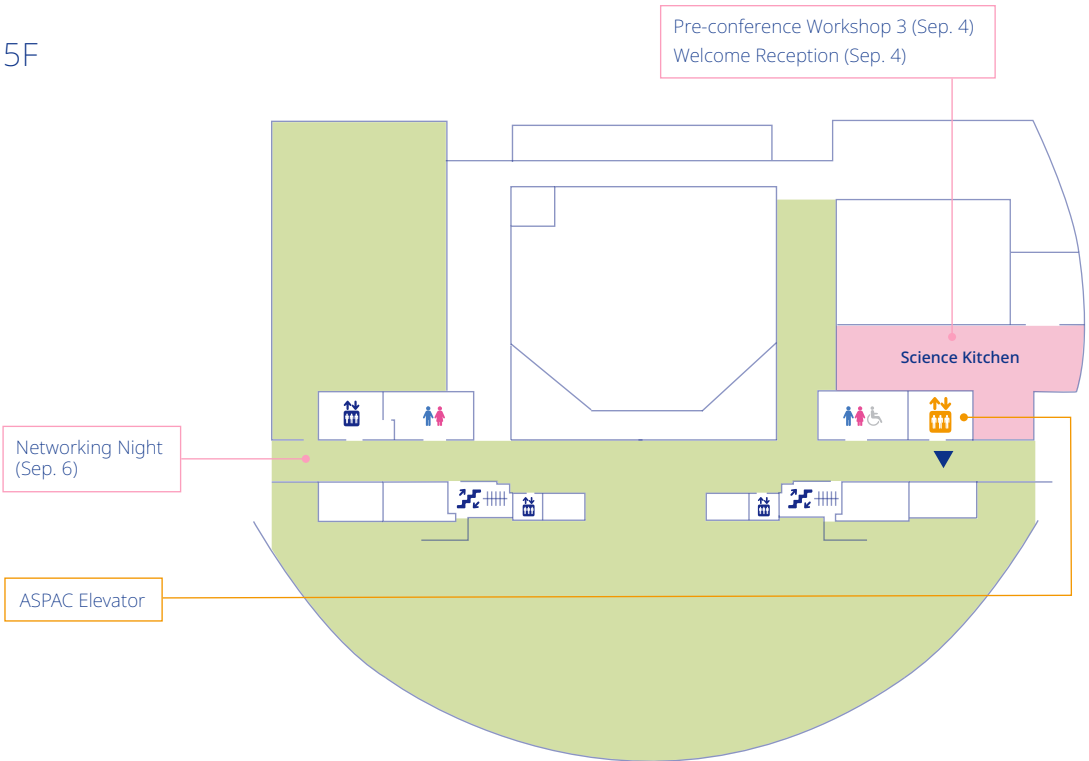 5F
Pre-conference Workshop 3 (Sep. 4)
Welcome Reception (Sep. 4)
Science Kitchen
Networking Night
(Sep. 6)
ASPAC Elevator